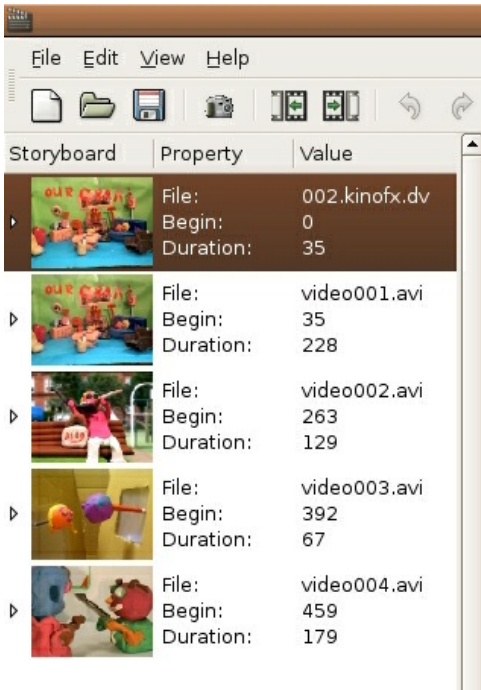 File Edit View Help
Storyboard Property Value
File: 002.kinofx.dv
Begin: 0
Duration: 35
File: video001.avi
Begin: 35
Duration: 228
File: video002.avi
Begin: 263
Duration: 129
File: video003.avi
Begin: 392
Duration: 67
File: video004.avi
Begin: 459
Duration: 179